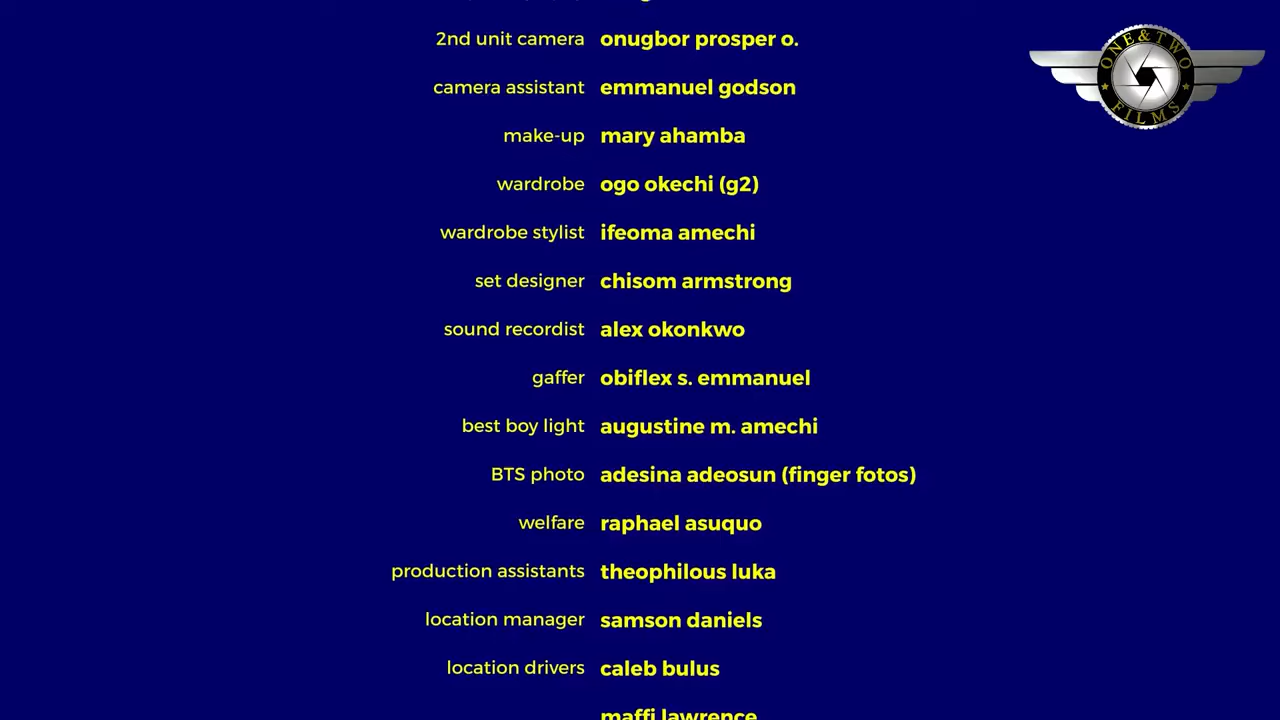 2nd unit camera onugbor prosper o.
camera assistant emmanuel godson
make-up mary ahamba
wardrobe ogo okechi (g2)
wardrobe stylist ifeoma amechi
set designer chisom armstrong
sound recordist alex okonkwo
gaffer obiflex s. emmanuel
best boy light augustine m. amechi
BTS photo adesina adeosun (finger fotos)
welfare raphael asuquo
production assistants theophilous luka
location manager samson daniels
location drivers caleb bulus
maffi lawrence
ONE & TWO
FILMS